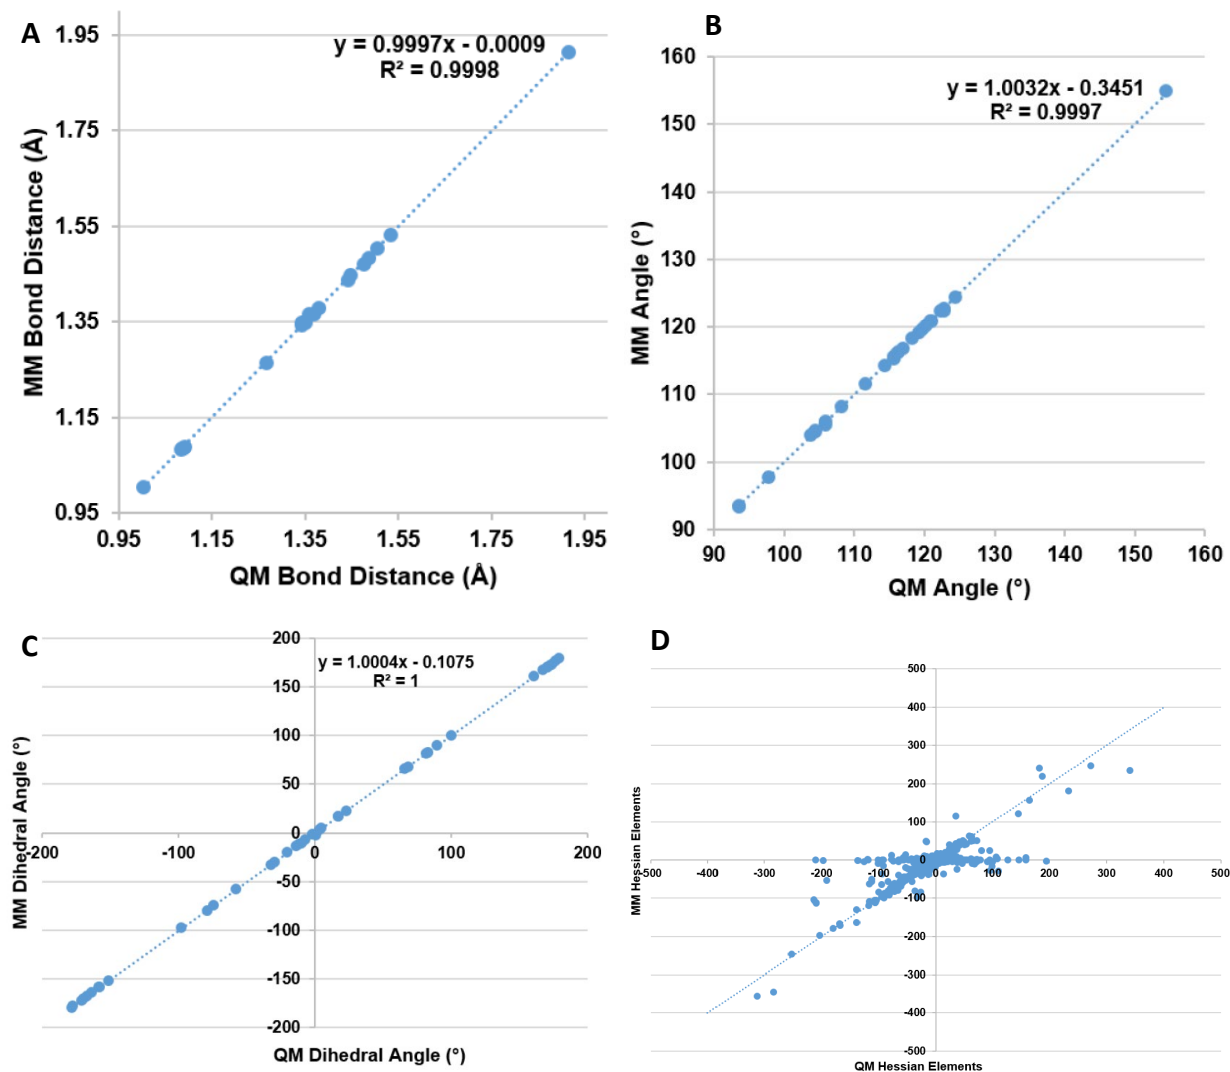 A
y = 0.9997x - 0.0009
R² = 0.9998
1.95
1.75
1.55
1.35
1.15
0.95
0.95 1.15 1.35 1.55 1.75 1.95
MM Bond Distance (Å)
QM Bond Distance (Å)
B
y = 1.0032x - 0.3451
R² = 0.9997
160
150
140
130
120
110
100
90
90 100 110 120 130 140 150 160
MM Angle (°)
QM Angle (°)
C
y = 1.0004x - 0.1075
R² = 1
200
150
100
50
0
-50
-100
-150
-200
-200 -100 0 100 200
MM Dihedral Angle (°)
QM Dihedral Angle (°)
D
500
400
300
200
100
0
-100
-200
-300
-400
-500
-500 -400 -300 -200 -100 0 100 200 300 400 500
MM Hessian Elements
QM Hessian Elements